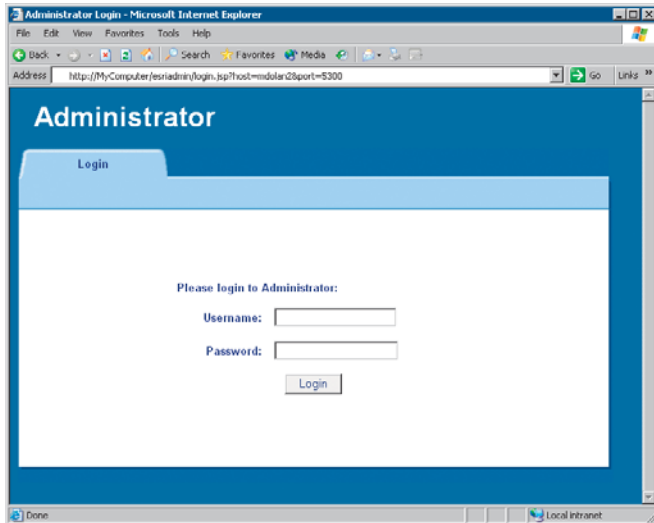 Administrator Login - Microsoft Internet Explorer
File Edit View Favorites Tools Help
Back Search Favorites Media
Address http://MyComputer/esriadmin/login.jsp?host=mdolan2&port=5300 Go Links »
Administrator
Login
Please login to Administrator:
Username:
Password:
Login
Done Local intranet